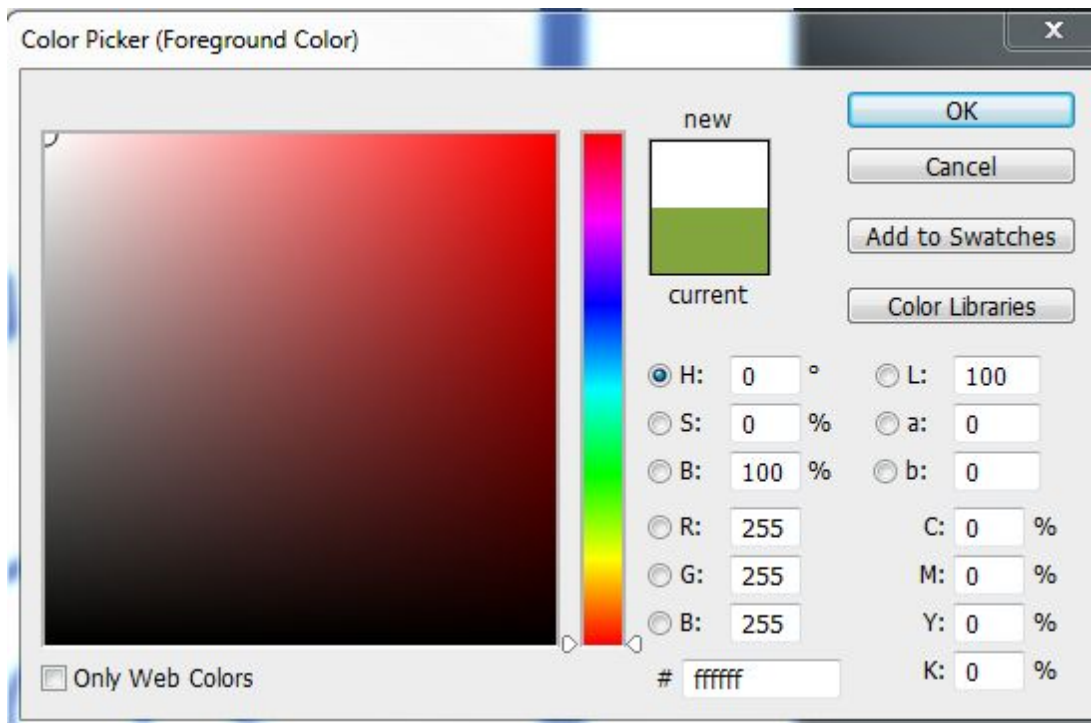 Color Picker (Foreground Color)
x
new
current
OK
Cancel
Add to Swatches
Color Libraries
H: 0 °
S: 0 %
B: 100 %
R: 255
G: 255
B: 255
# ffffff
L: 100
a: 0
b: 0
C: 0 %
M: 0 %
Y: 0 %
K: 0 %
Only Web Colors